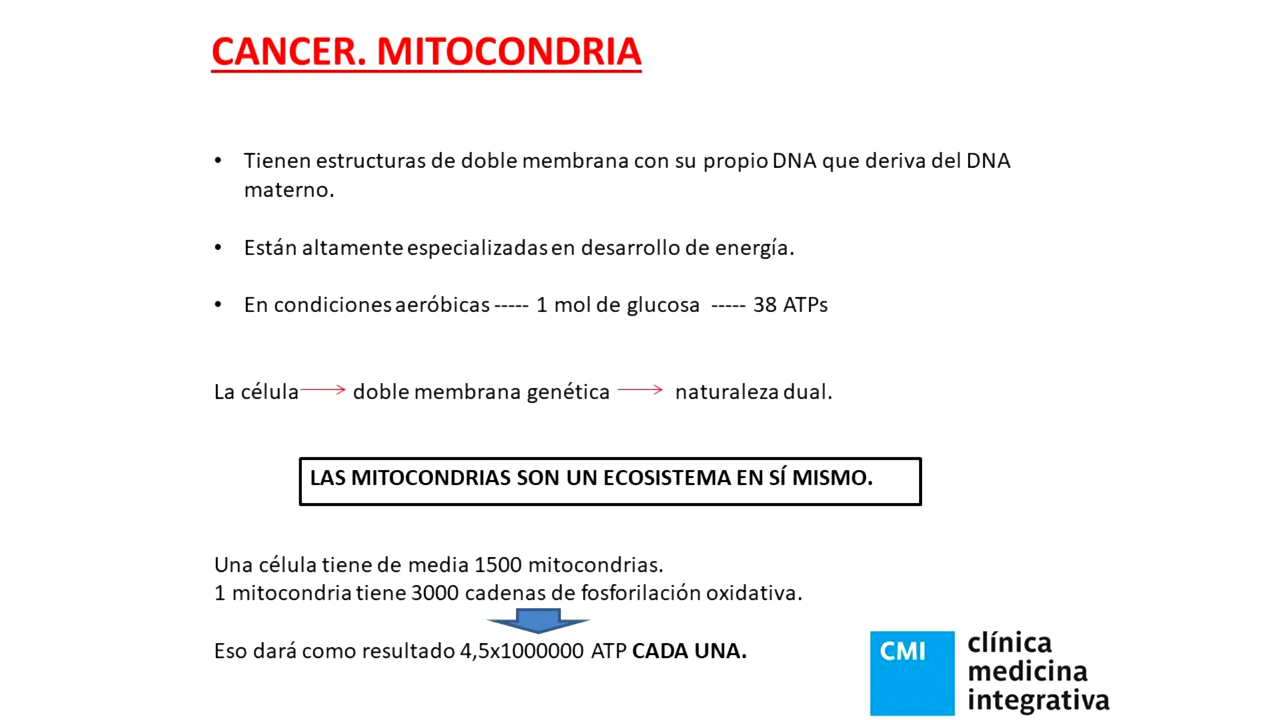 CANCER. MITOCONDRIA
• Tienen estructuras de doble membrana con su propio DNA que deriva del DNA
materno.
• Están altamente especializadas en desarrollo de energía.
• En condiciones aeróbicas ----- 1 mol de glucosa ----- 38 ATPs
La célula → doble membrana genética → naturaleza dual.
LAS MITOCONDRIAS SON UN ECOSISTEMA EN SÍ MISMO.
Una célula tiene de media 1500 mitocondrias.
1 mitocondria tiene 3000 cadenas de fosforilación oxidativa.
Eso dará como resultado 4,5x1000000 ATP CADA UNA.
CMI
clínica
medicina
integrativa